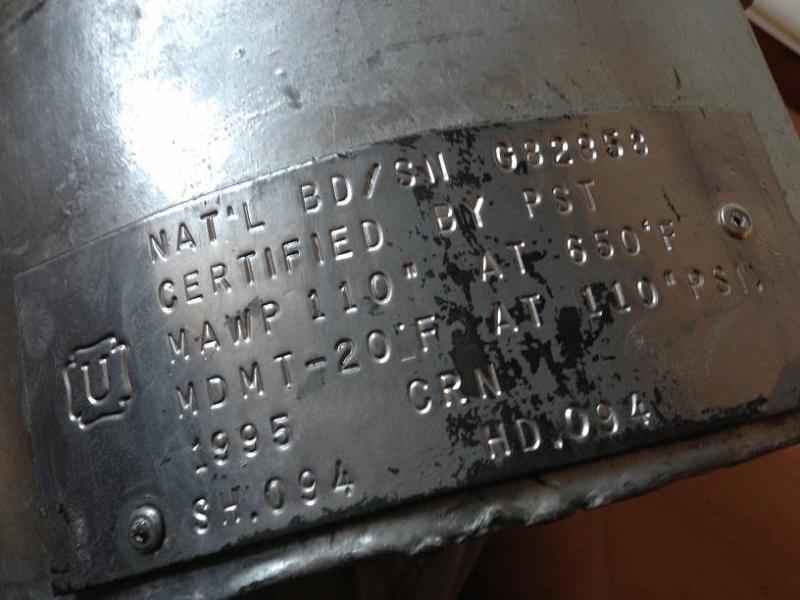 NAT'L BD/SN G82853
CERTIFIED BY PST
MAWP 110" AT 650°F
MDMT-20°F AT 110"PSI.
1995 CRN
SH.094 HD.094
U